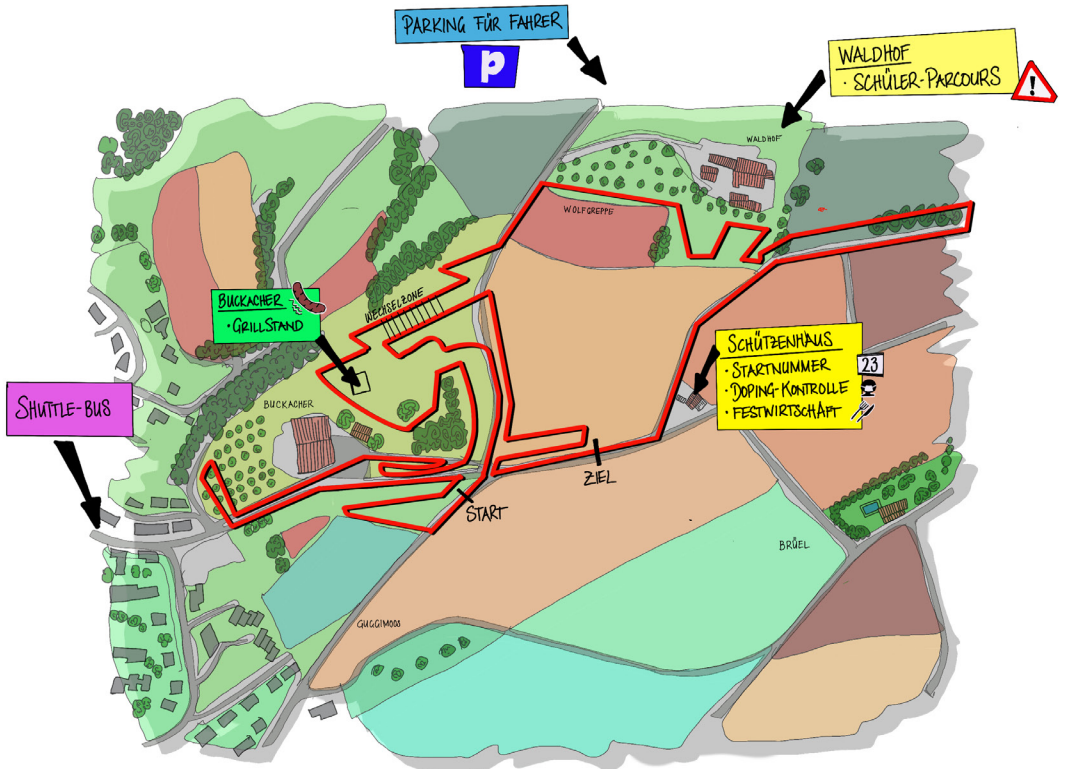 PARKING FÜR FAHRER
P
WALDHOF
· SCHÜLER-PARCOURS
!
WALDHOF
WOLFGREPPE
WECHSELZONE
BUCKACHER
· GRILLSTAND
SCHÜTZENHAUS
· STARTNUMMER
23
· DOPING-KONTROLLE
· FESTWIRTSCHAFT
SHUTTLE-BUS
BUCKACHER
ZIEL
START
BRÜEL
GUGGIMOOS